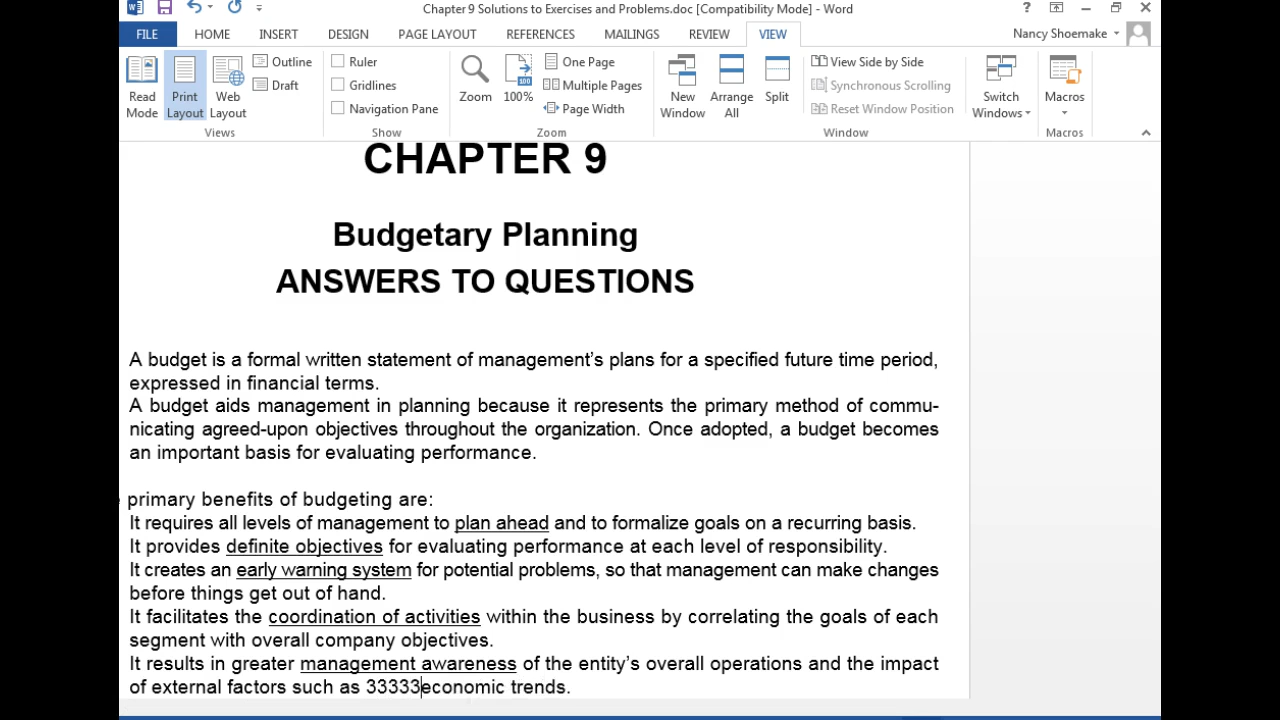 Chapter 9 Solutions to Exercises and Problems.doc [Compatibility Mode] - Word
?
FILE HOME INSERT DESIGN PAGE LAYOUT REFERENCES MAILINGS REVIEW VIEW Nancy Shoemake
Read Mode
Print Layout
Web Layout
Outline
Draft
Views
Ruler
Gridlines
Navigation Pane
Show
Zoom
100
100%
One Page
Multiple Pages
Page Width
Zoom
New Window
Arrange All
Split
View Side by Side
Synchronous Scrolling
Reset Window Position
Window
Switch Windows
Macros
Macros
CHAPTER 9
Budgetary Planning
ANSWERS TO QUESTIONS
A budget is a formal written statement of management’s plans for a specified future time period,
expressed in financial terms.
A budget aids management in planning because it represents the primary method of commu-
nicating agreed-upon objectives throughout the organization. Once adopted, a budget becomes
an important basis for evaluating performance.
primary benefits of budgeting are:
It requires all levels of management to plan ahead and to formalize goals on a recurring basis.
It provides definite objectives for evaluating performance at each level of responsibility.
It creates an early warning system for potential problems, so that management can make changes
before things get out of hand.
It facilitates the coordination of activities within the business by correlating the goals of each
segment with overall company objectives.
It results in greater management awareness of the entity’s overall operations and the impact
of external factors such as 33333economic trends.